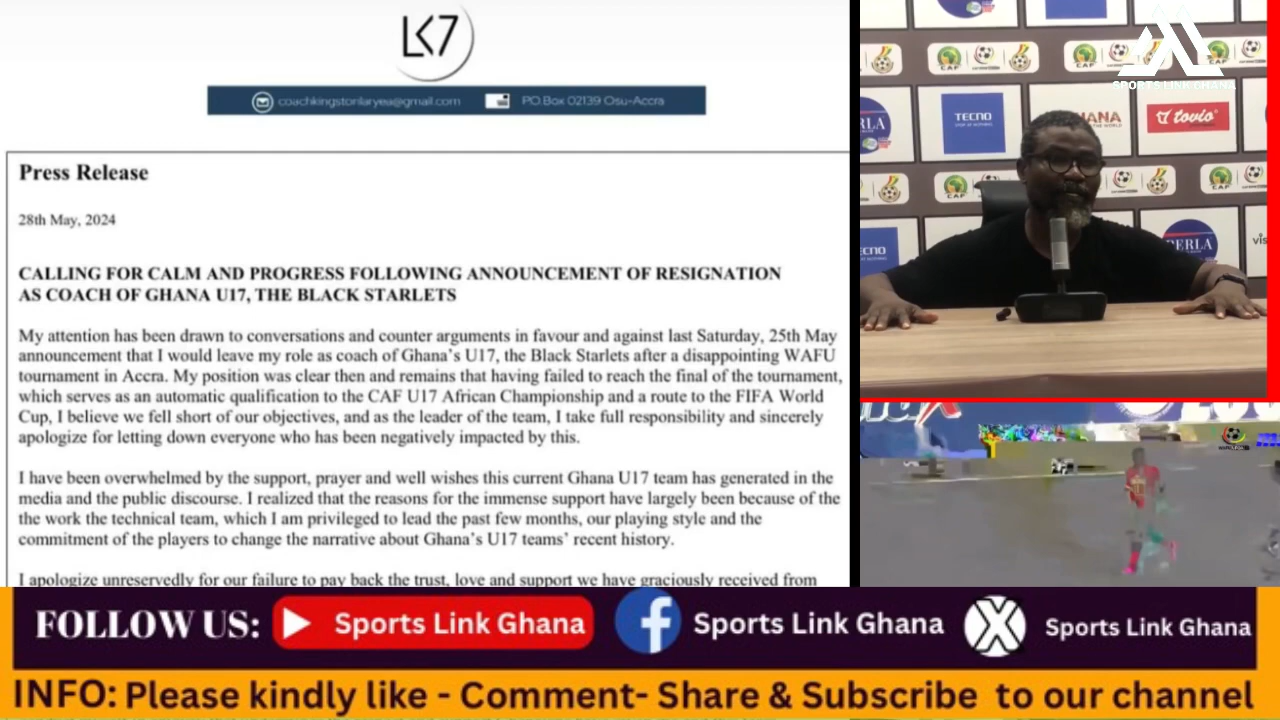 LK7
coachkingstonlaryea@gmail.com PO.Box 02139 Osu-Accra
Press Release
28th May, 2024
CALLING FOR CALM AND PROGRESS FOLLOWING ANNOUNCEMENT OF RESIGNATION
AS COACH OF GHANA U17, THE BLACK STARLETS
My attention has been drawn to conversations and counter arguments in favour and against last Saturday, 25th May
announcement that I would leave my role as coach of Ghana's U17, the Black Starlets after a disappointing WAFU
tournament in Accra. My position was clear then and remains that having failed to reach the final of the tournament,
which serves as an automatic qualification to the CAF U17 African Championship and a route to the FIFA World
Cup, I believe we fell short of our objectives, and as the leader of the team, I take full responsibility and sincerely
apologize for letting down everyone who has been negatively impacted by this.
I have been overwhelmed by the support, prayer and well wishes this current Ghana U17 team has generated in the
media and the public discourse. I realized that the reasons for the immense support have largely been because of the
the work the technical team, which I am privileged to lead the past few months, our playing style and the
commitment of the players to change the narrative about Ghana's U17 teams' recent history.
I apologize unreservedly for our failure to pay back the trust, love and support we have graciously received from
SPORTS LINK GHANA
CAF CAF
TECNO
tovio
CAF
PERLA
FOLLOW US: Sports Link Ghana Sports Link Ghana X Sports Link Ghana
INFO: Please kindly like - Comment- Share & Subscribe to our channel